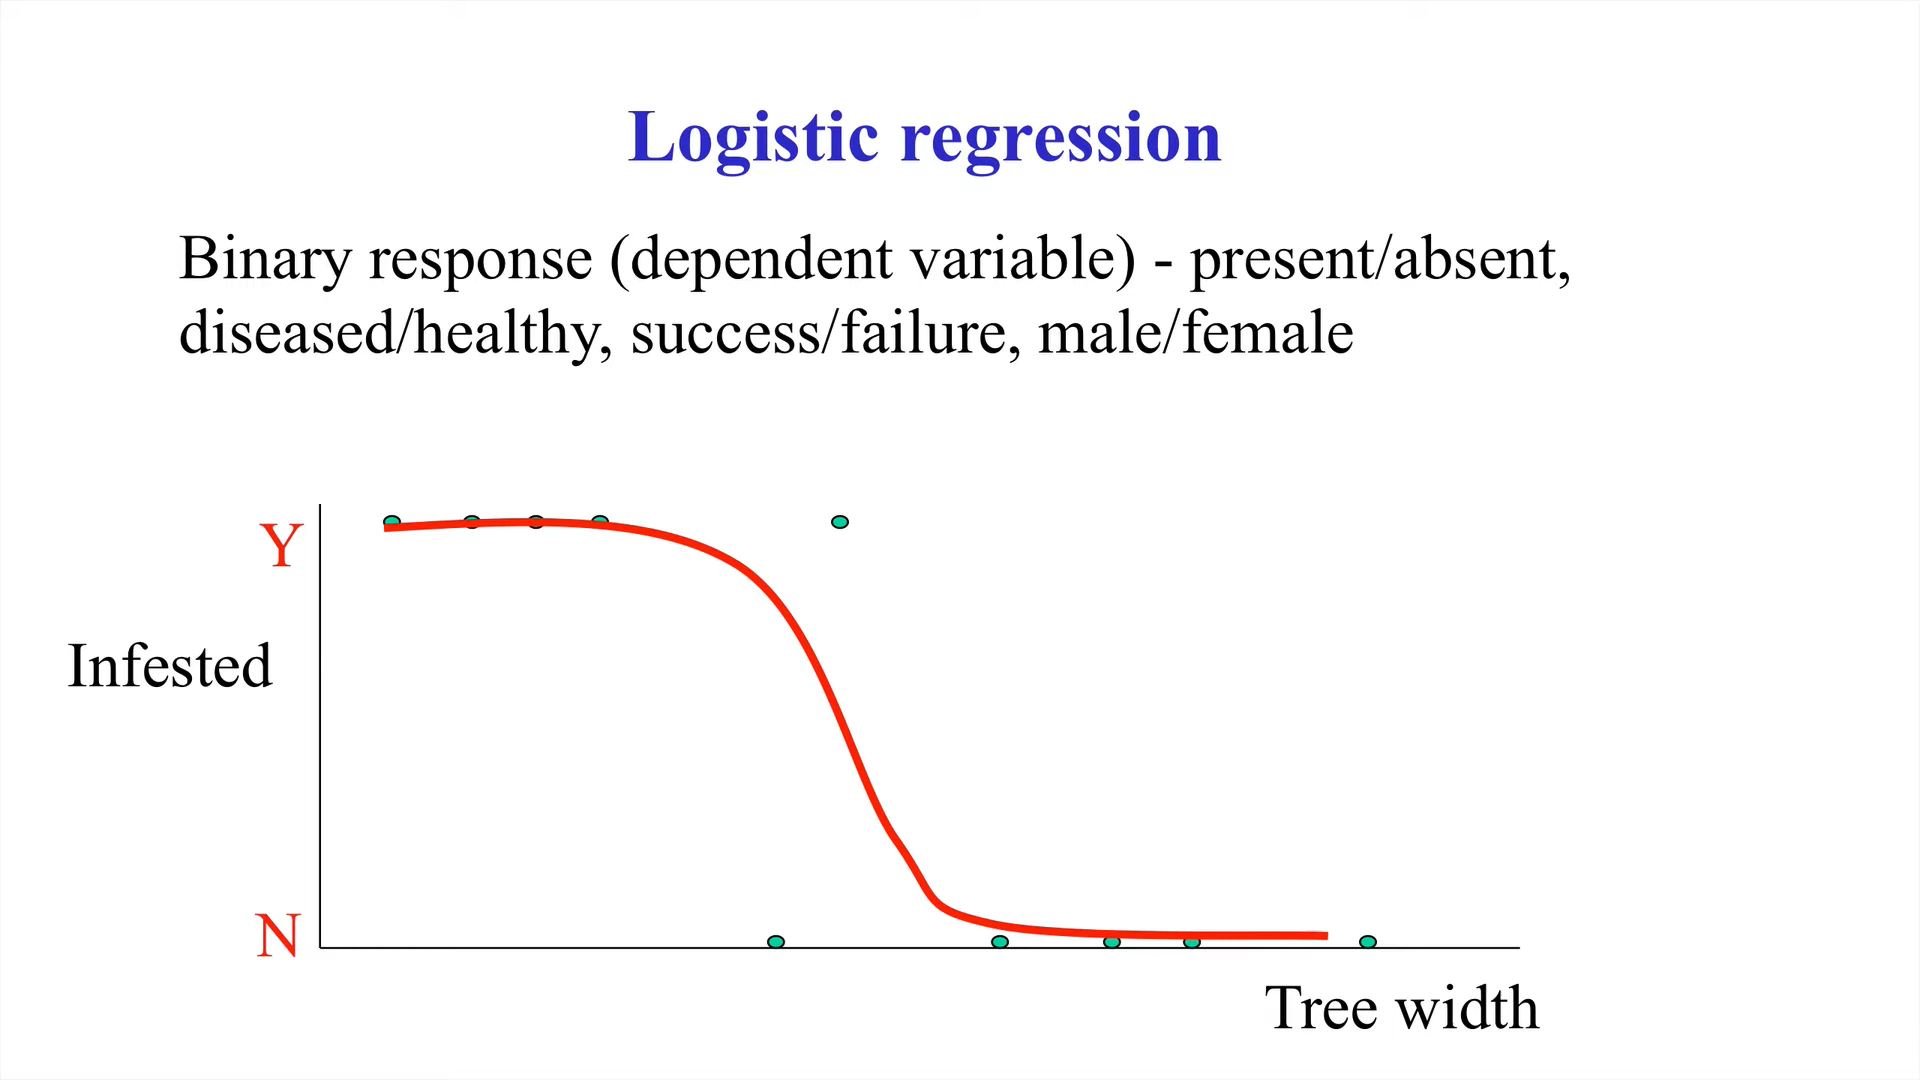 Logistic regression
Binary response (dependent variable) - present/absent,
diseased/healthy, success/failure, male/female
Y
Infested
N
Tree width